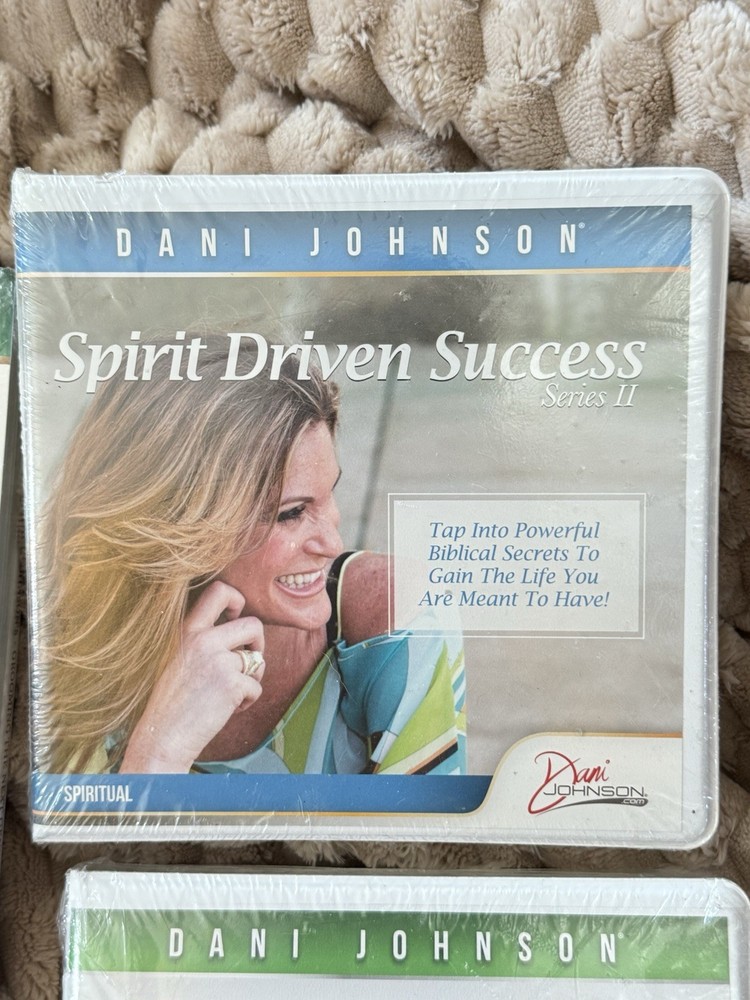 DANI JOHNSON®
Spirit Driven Success
Series II
Tap Into Powerful
Biblical Secrets To
Gain The Life You
Are Meant To Have!
SPIRITUAL
Dani
JOHNSON®
.COM
DANI JOHNSON®